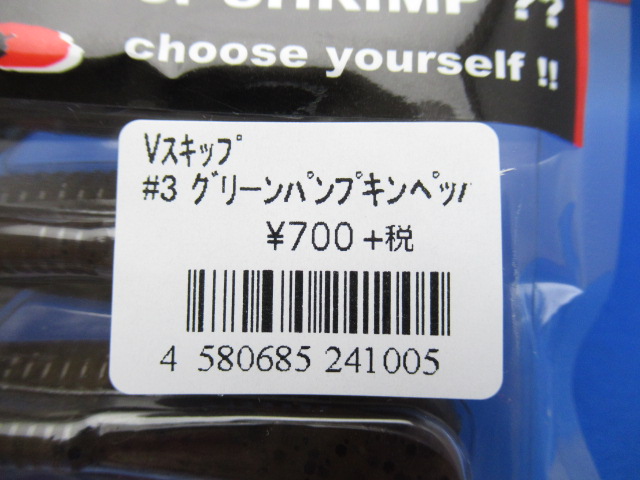 SHRIMP ??
choose yourself !!
Vスキップ
#3 グリーンパンプキンペッパ
¥700 +税
4 580685 241005